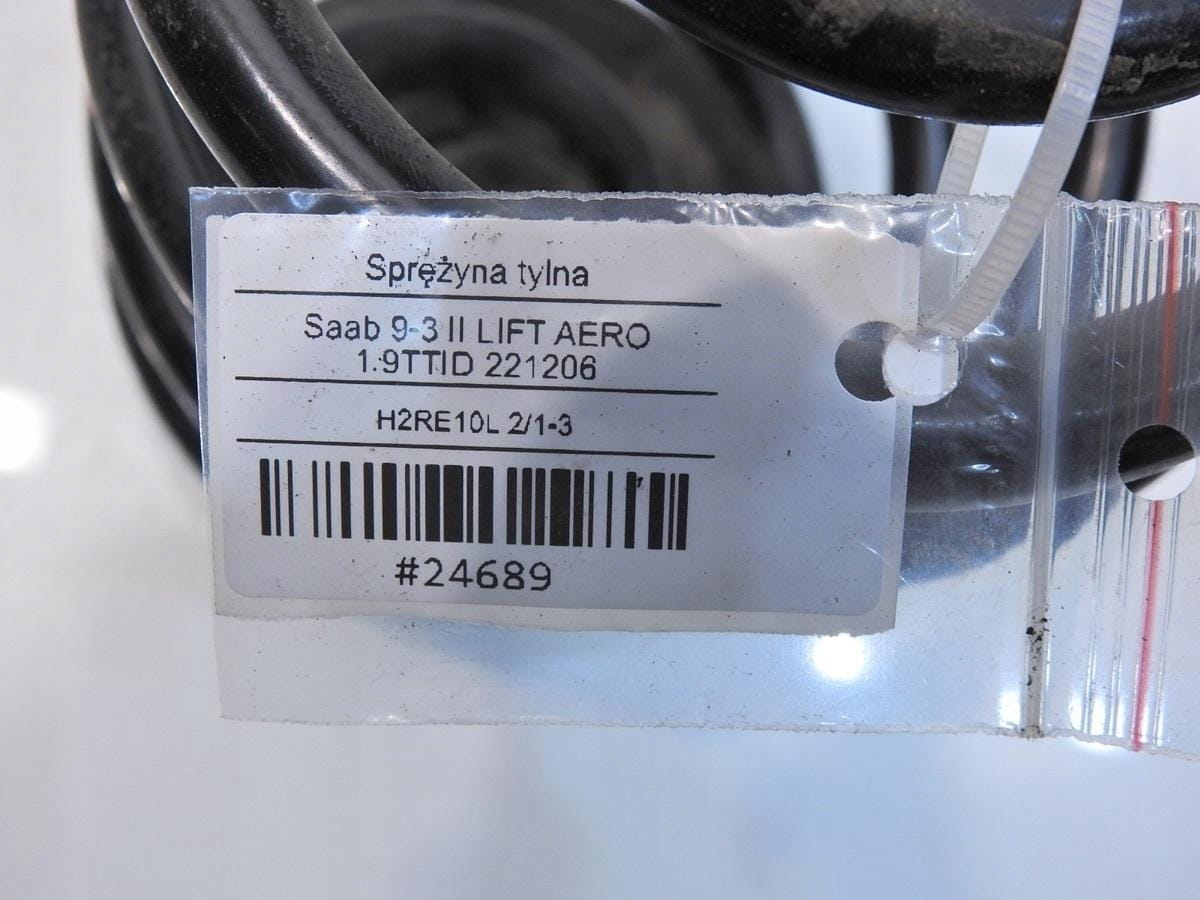 Sprężyna tylna
Saab 9-3 II LIFT AERO
1.9TTID 221206
H2RE10L 2/1-3
#24689